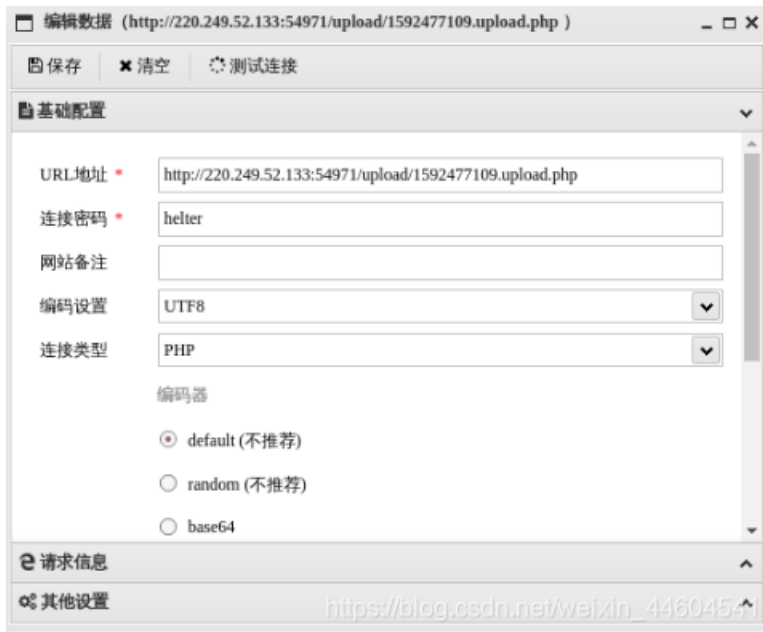 编辑数据（http://220.249.52.133:54971/upload/1592477109.upload.php ）
保存 清空 测试连接
基础配置
URL地址 * http://220.249.52.133:54971/upload/1592477109.upload.php
连接密码 * helter
网站备注
编码设置 UTF8
连接类型 PHP
编码器
default (不推荐)
random (不推荐)
base64
请求信息
其他设置
https://blog.csdn.net/weixin_44604541